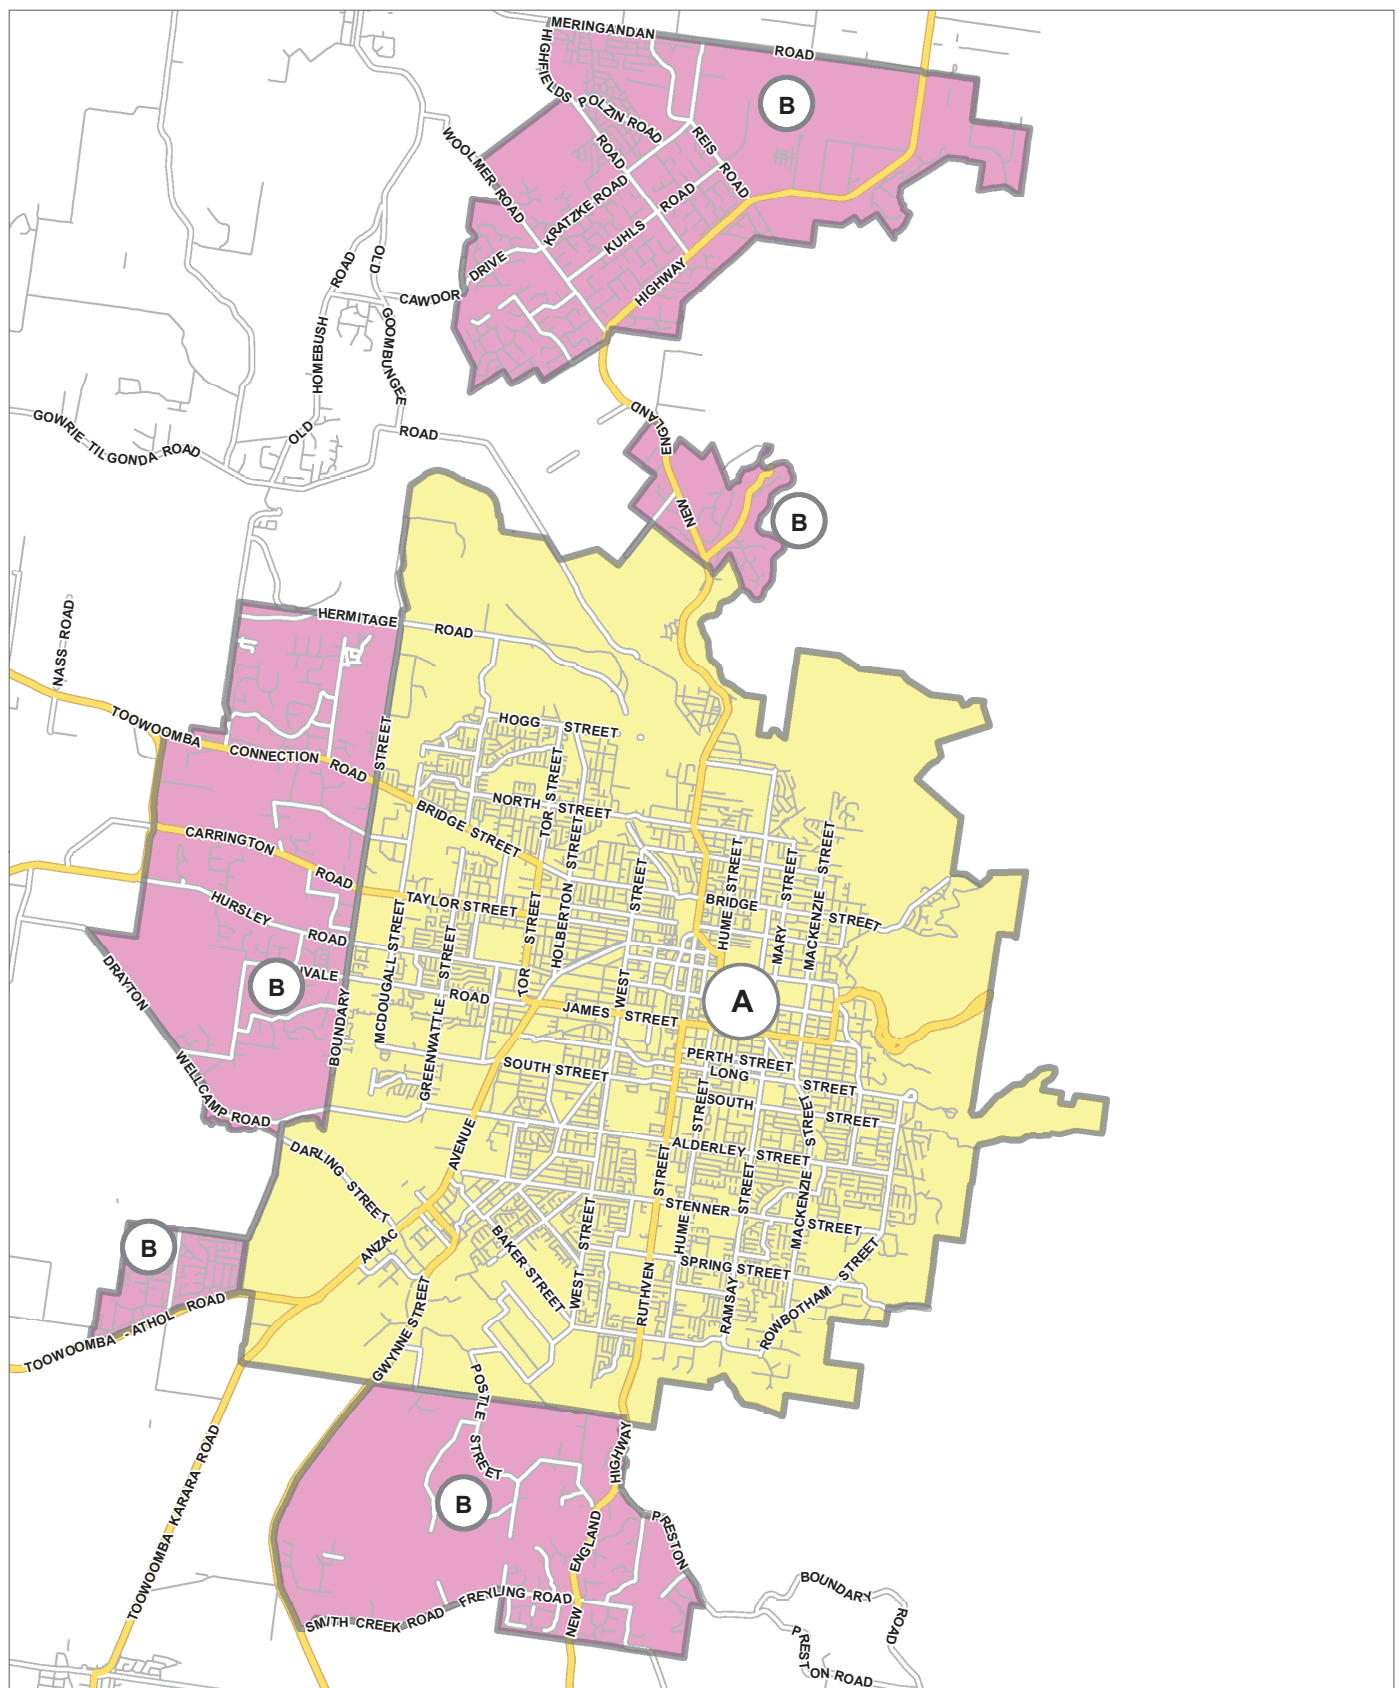 MERINGANDAN
ROAD
HIGHFIELDS
B
POLZIN ROAD
ROAD
REIS ROAD
WOOLMER ROAD
KRATZKE ROAD
KUHLS ROAD
DRIVE
CAWDOR
HIGHWAY
ROAD
OLD
HOMEBUSH
GOOMBUNGEE
OLD
ROAD
GOWRIE TILGONDA ROAD
ENGLAND
ENGLAND
NEW
B
NASS ROAD
HERMITAGE
ROAD
TOOWOOMBA
CONNECTION
ROAD
STREET
HOGG
STREET
TOR STREET
NORTH
STREET
BRIDGE STREET
TOR
HOLBERTON STREET
CARRINGTON
ROAD
TAYLOR STREET
STREET
HUME STREET
BRIDGE
STREET
MARY STREET
MACKENZIE STREET
HURSLEY
ROAD
DRAYTON
B
IVALE
ROAD
MCDOUGALL STREET
GREENWATTLE STREET
TOR STREET
WEST
JAMES STREET
A
BOUNDARY
WELLCAMP ROAD
SOUTH STREET
PERTH STREET
LONG
STREET
SOUTH
STREET
STREET
STREET
ALDERLEY STREET
DARLING STREET
AVENUE
STREET
STREET
MACKENZIE
STENNER
STREET
B
ANZAC
BAKER STREET
STREET
WEST
HUME
SPRING STREET
RAMSAY
ROWBOTHAM STREET
RUTHVEN
TOOWOOMBA - ATHOL ROAD
GWYNNE STREET
POSTLE
STREET
HIGHWAY
TOOWOOMBA KARARA ROAD
B
ENGLAND
PRESTON
FREYLING ROAD
SMITH CREEK ROAD
NEW
BOUNDARY
ROAD
PRESTON ROAD